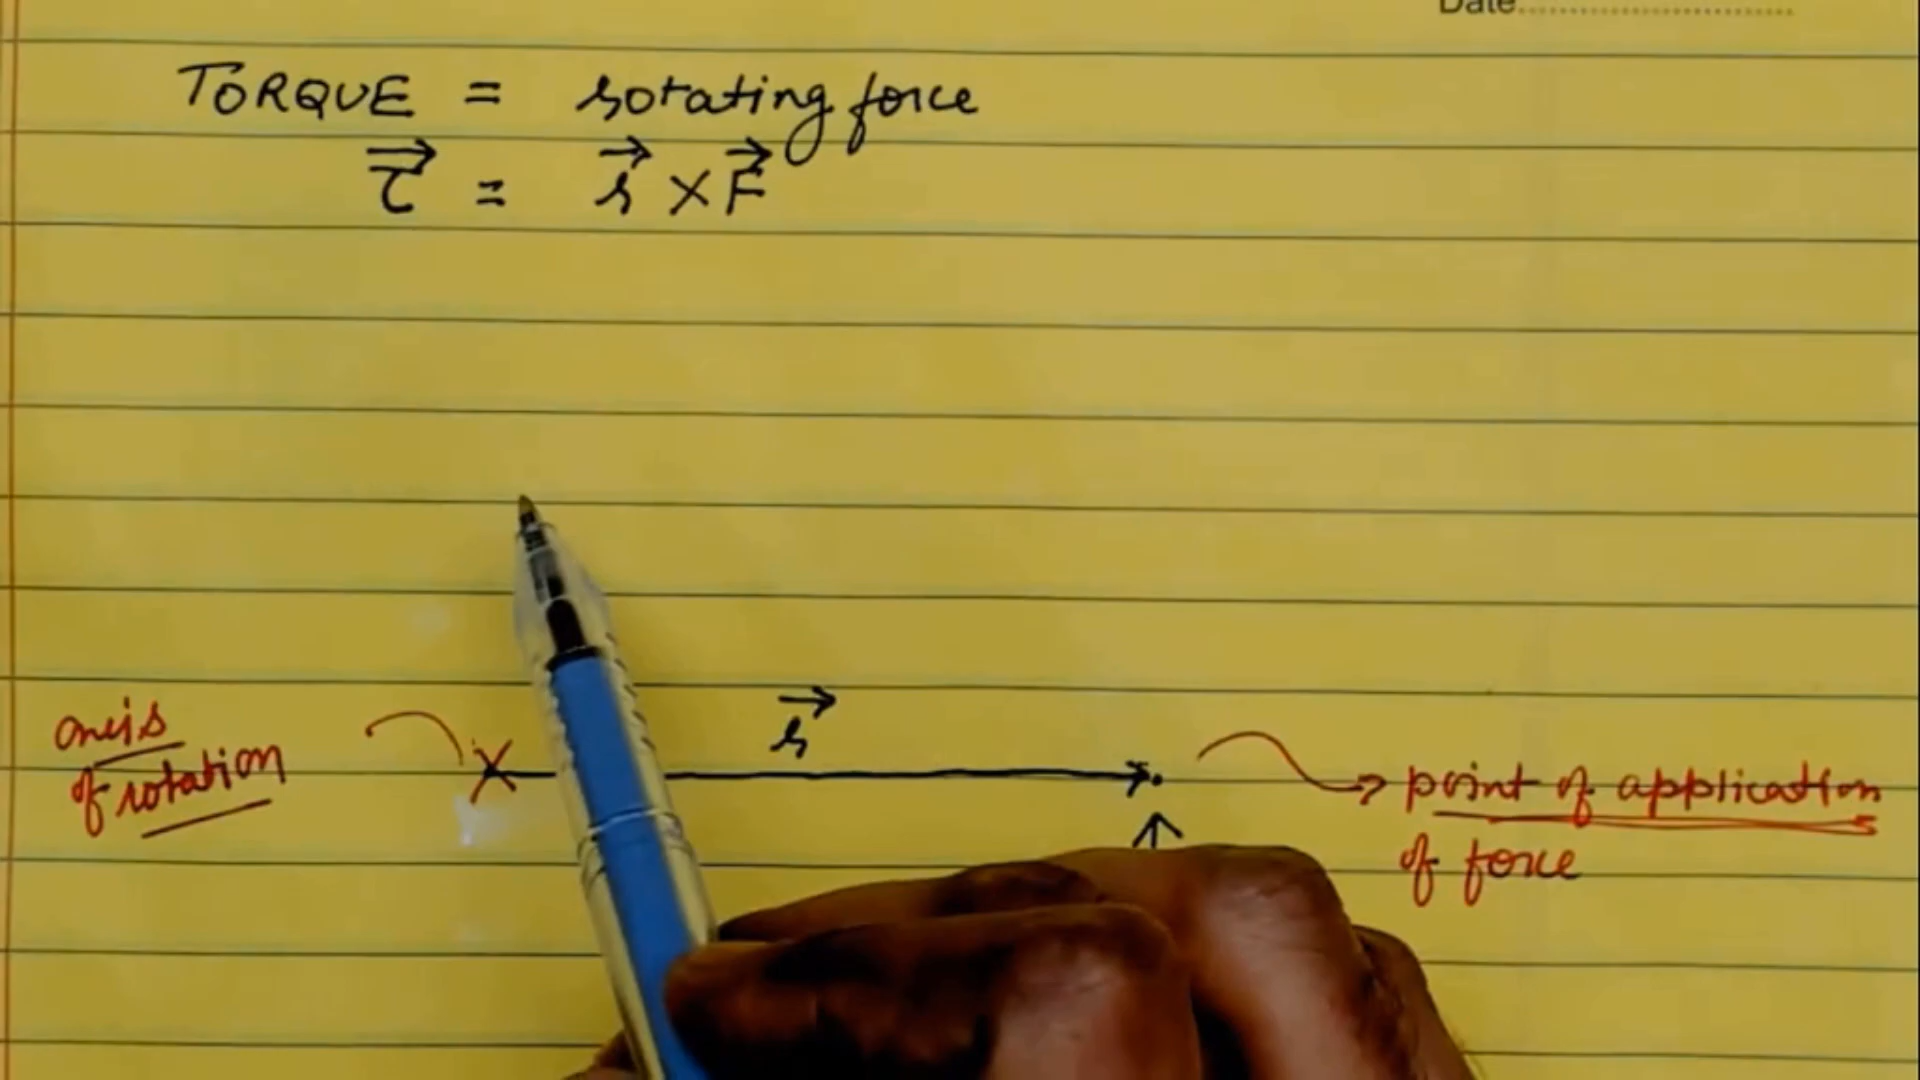 Date
TORQUE = rotating force
τ⃗ = r⃗ × F⃗
r⃗
axis
of rotation
point of application
of force